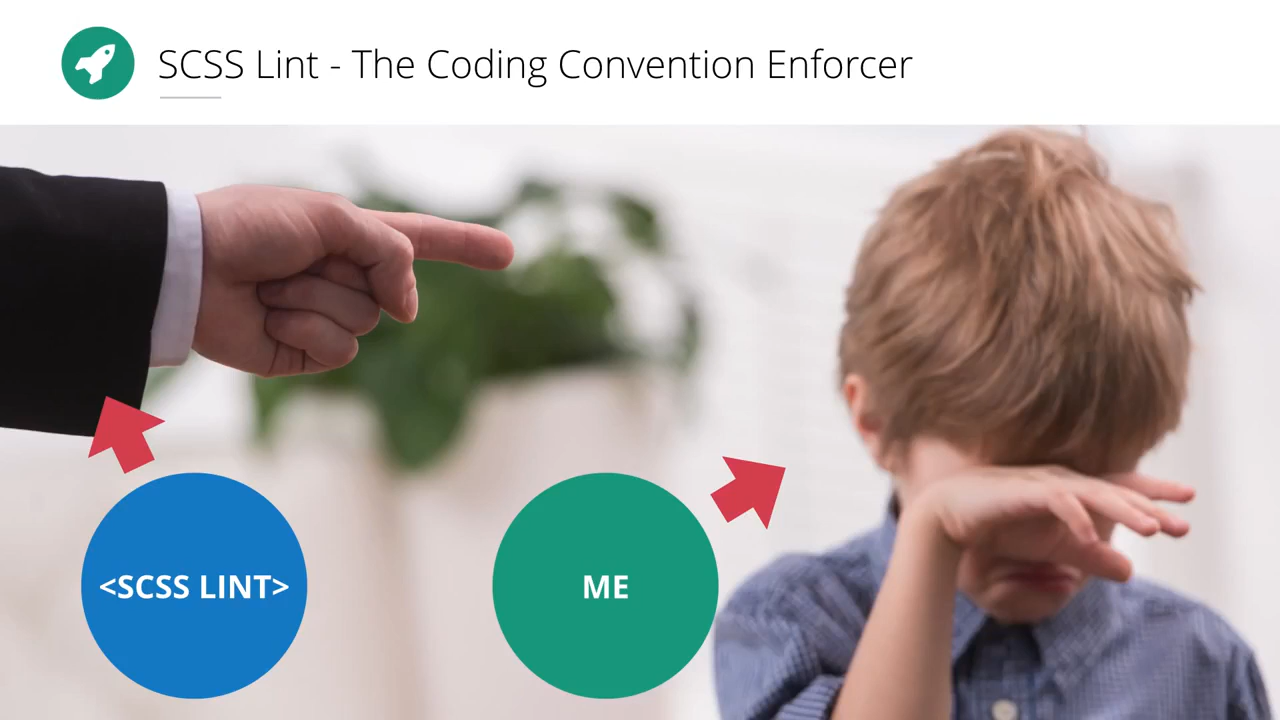 SCSS Lint - The Coding Convention Enforcer
<SCSS LINT>
ME